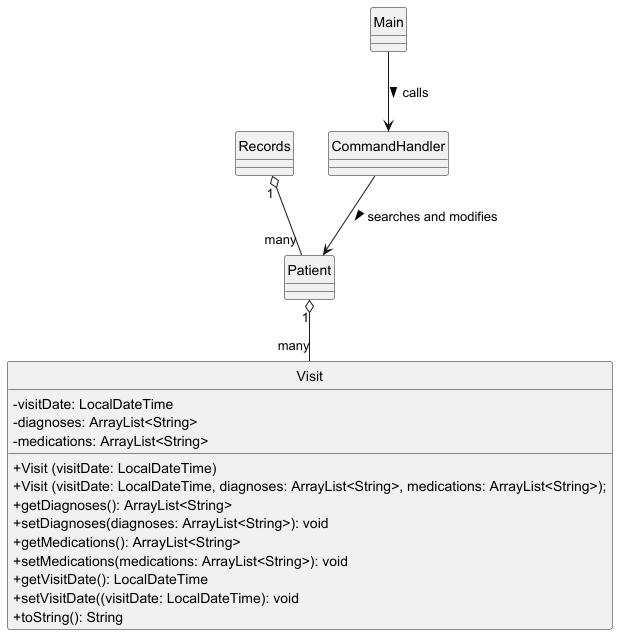 Main
calls
Records
CommandHandler
1
searches and modifies
many
Patient
1
many
Visit
-visitDate: LocalDateTime
-diagnoses: ArrayList<String>
-medications: ArrayList<String>
+Visit (visitDate: LocalDateTime)
+Visit (visitDate: LocalDateTime, diagnoses: ArrayList<String>, medications: ArrayList<String>);
+getDiagnoses(): ArrayList<String>
+setDiagnoses(diagnoses: ArrayList<String>): void
+getMedications(): ArrayList<String>
+setMedications(medications: ArrayList<String>): void
+getVisitDate(): LocalDateTime
+setVisitDate((visitDate: LocalDateTime): void
+toString(): String